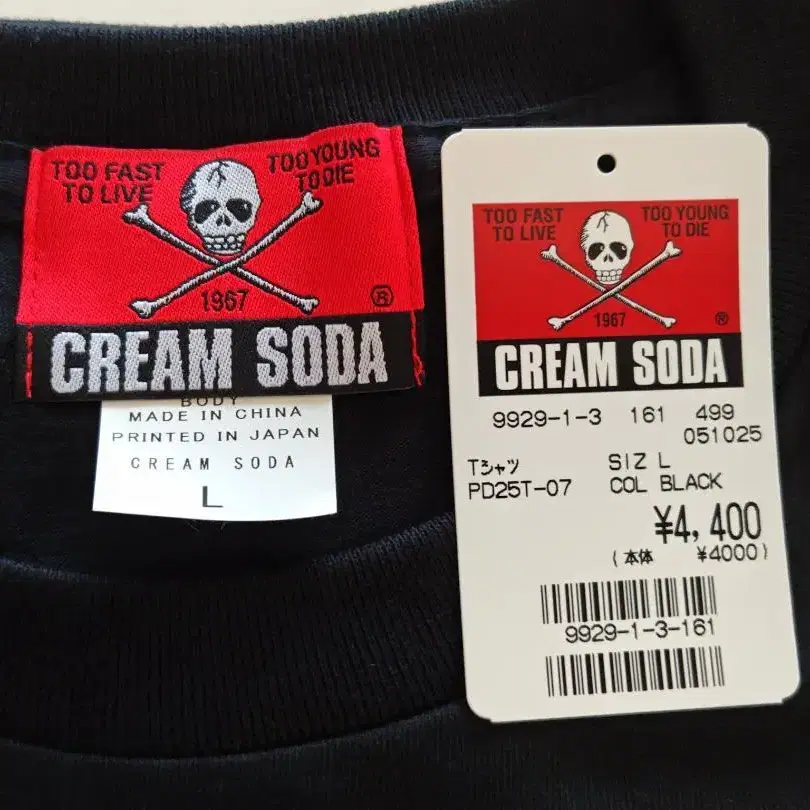 TOO FAST
TO LIVE
TOO YOUNG
TO DIE
1967
®
CREAM SODA
BODY
MADE IN CHINA
PRINTED IN JAPAN
CREAM SODA
L
TOO FAST
TO LIVE
TOO YOUNG
TO DIE
1967
®
CREAM SODA
9929-1-3 161 499
051025
Tシャツ SIZ L
PD25T-07 COL BLACK
¥4,400
(本体 ¥4000)
9929-1-3-161